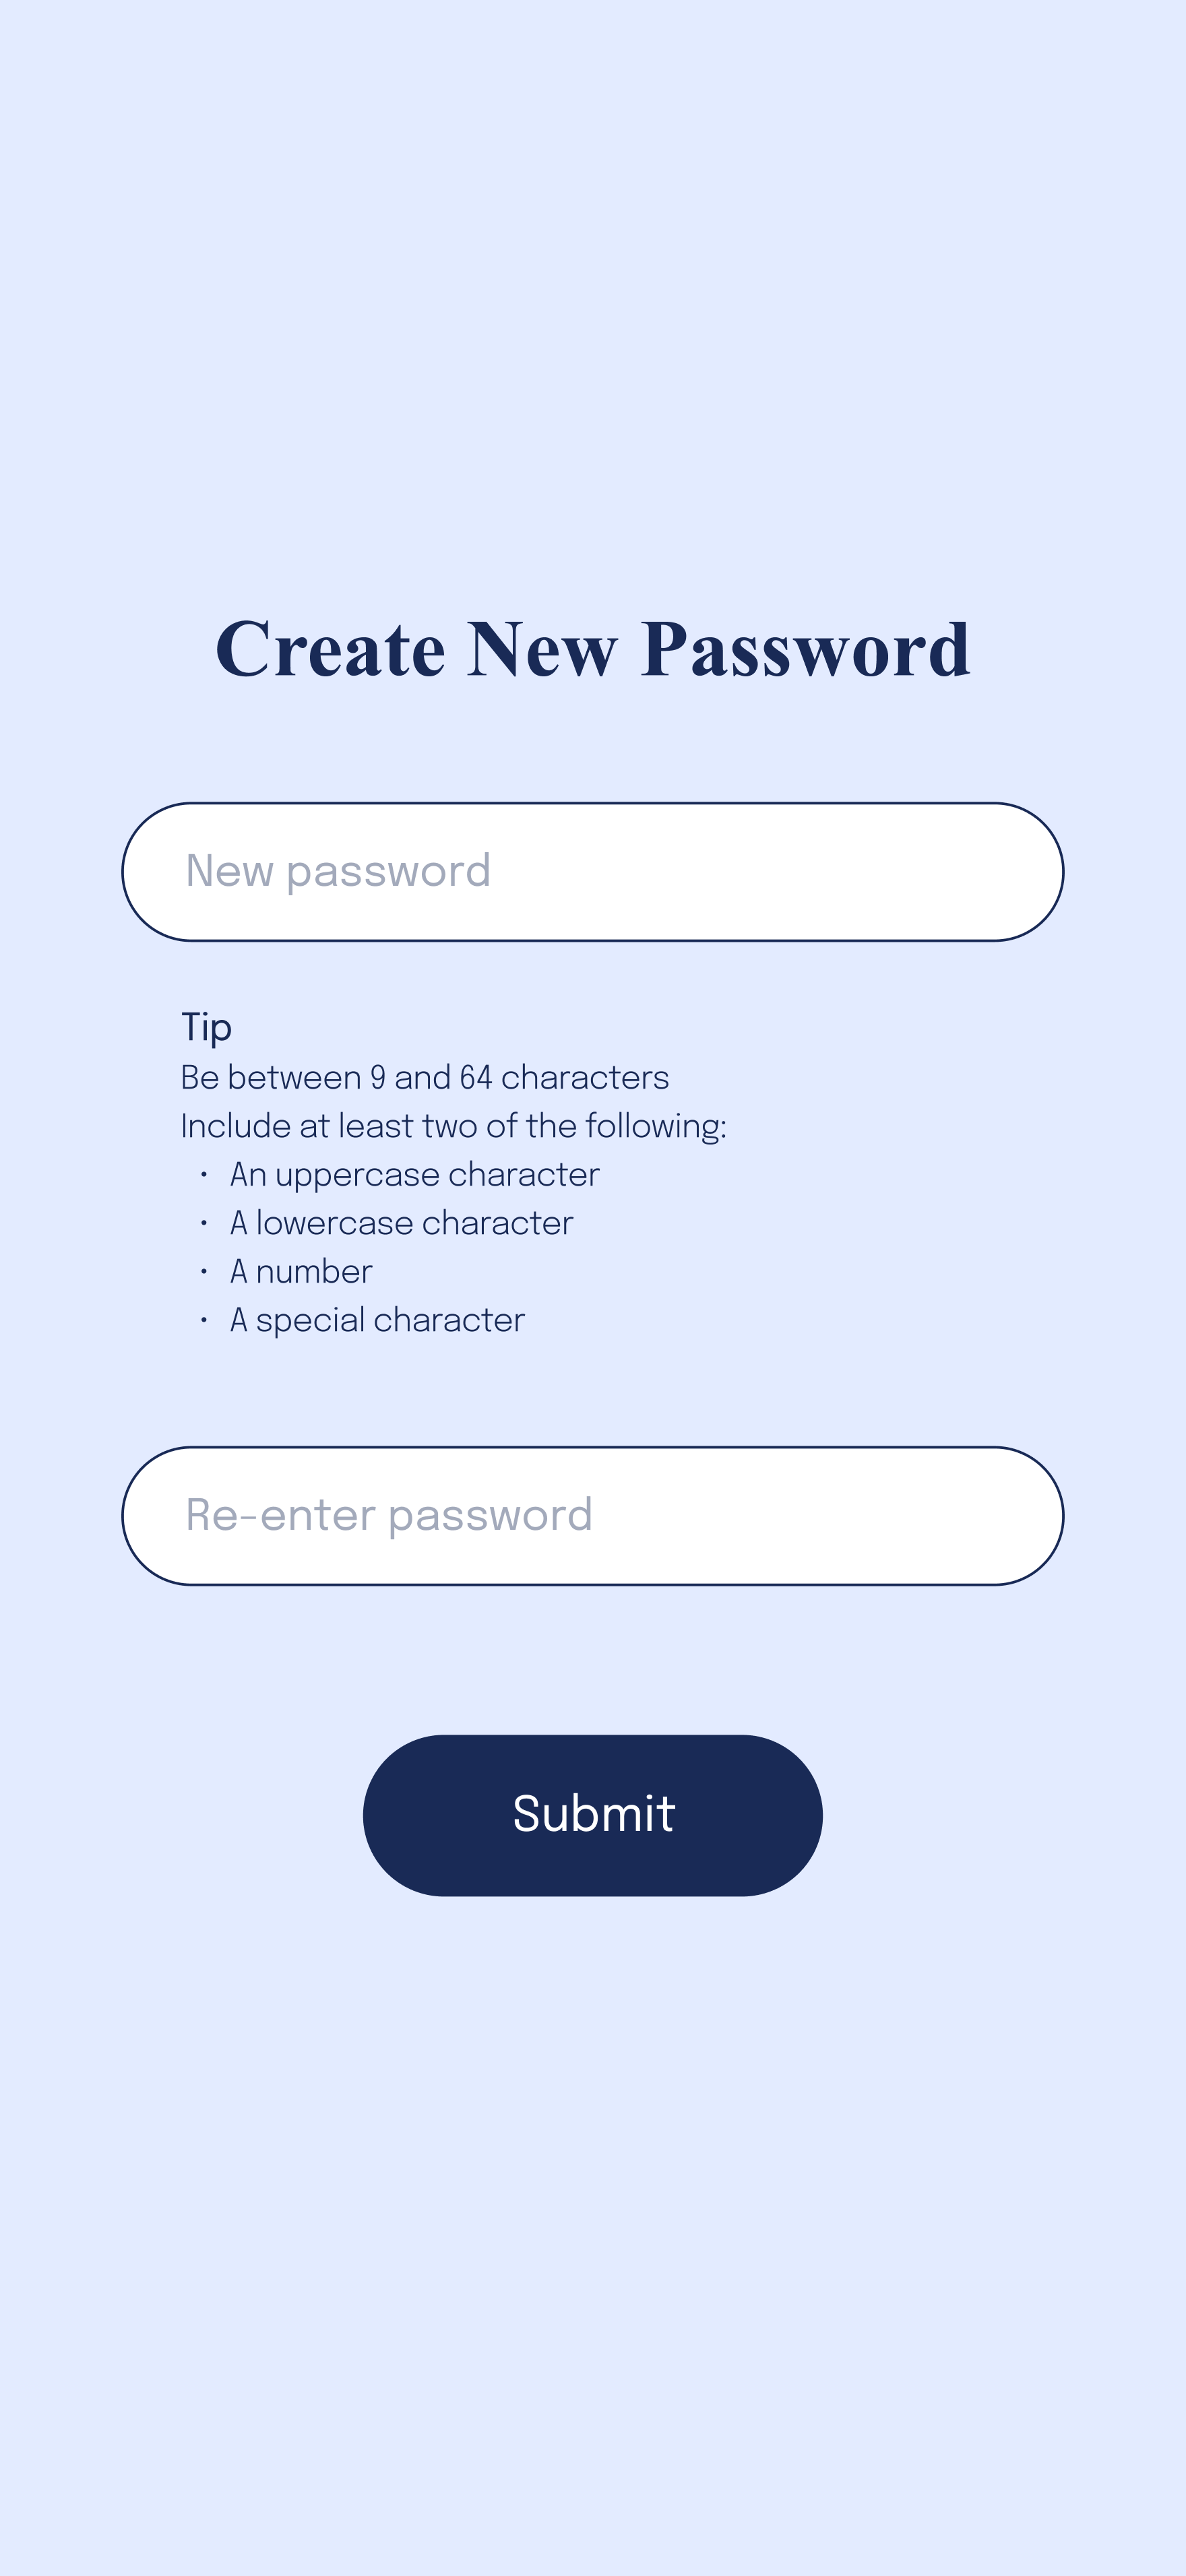 Create New Password
New password
Tip
Be between 9 and 64 characters
Include at least two of the following:
• An uppercase character
• A lowercase character
• A number
• A special character
Re-enter password
Submit